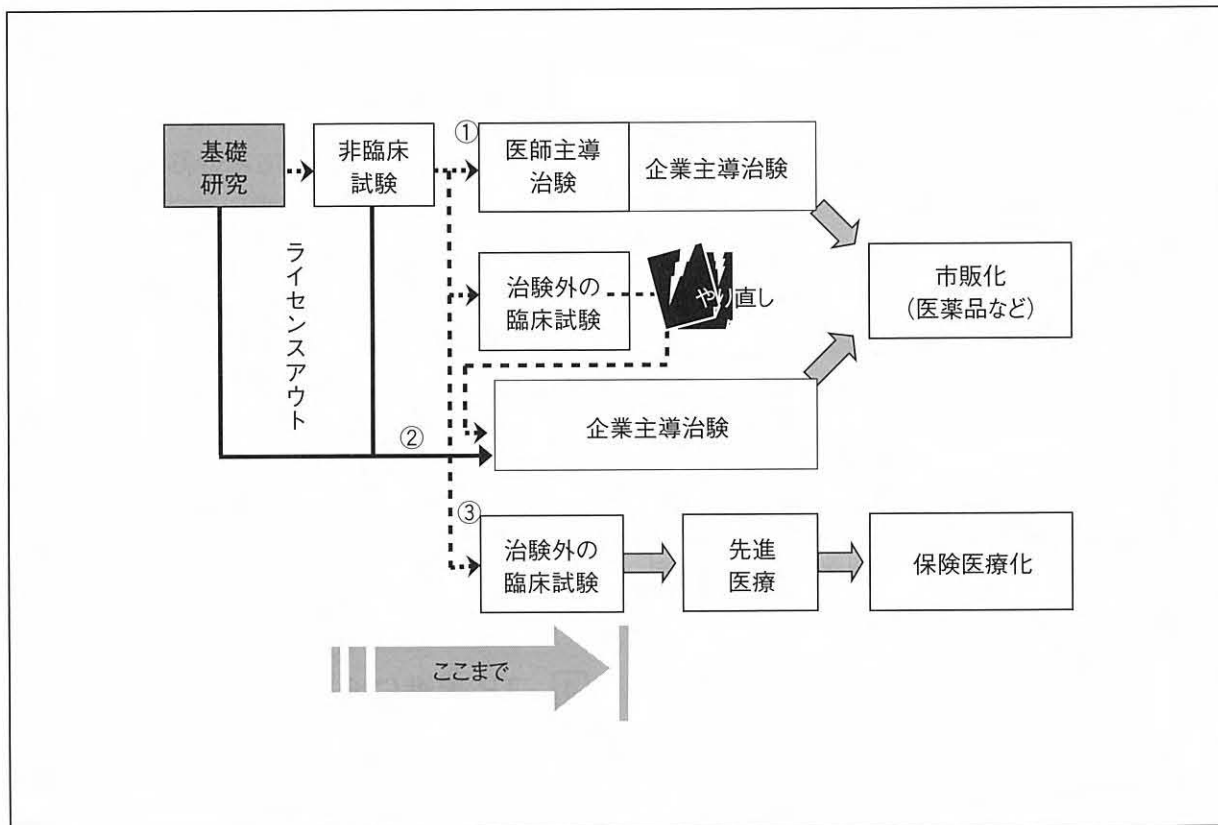 基礎
研究
非臨床
試験
①
医師主導
治験
企業主導治験
ライセンスアウト
治験外の
臨床試験
やり直し
市販化
（医薬品など）
②
企業主導治験
③
治験外の
臨床試験
先進
医療
保険医療化
ここまで